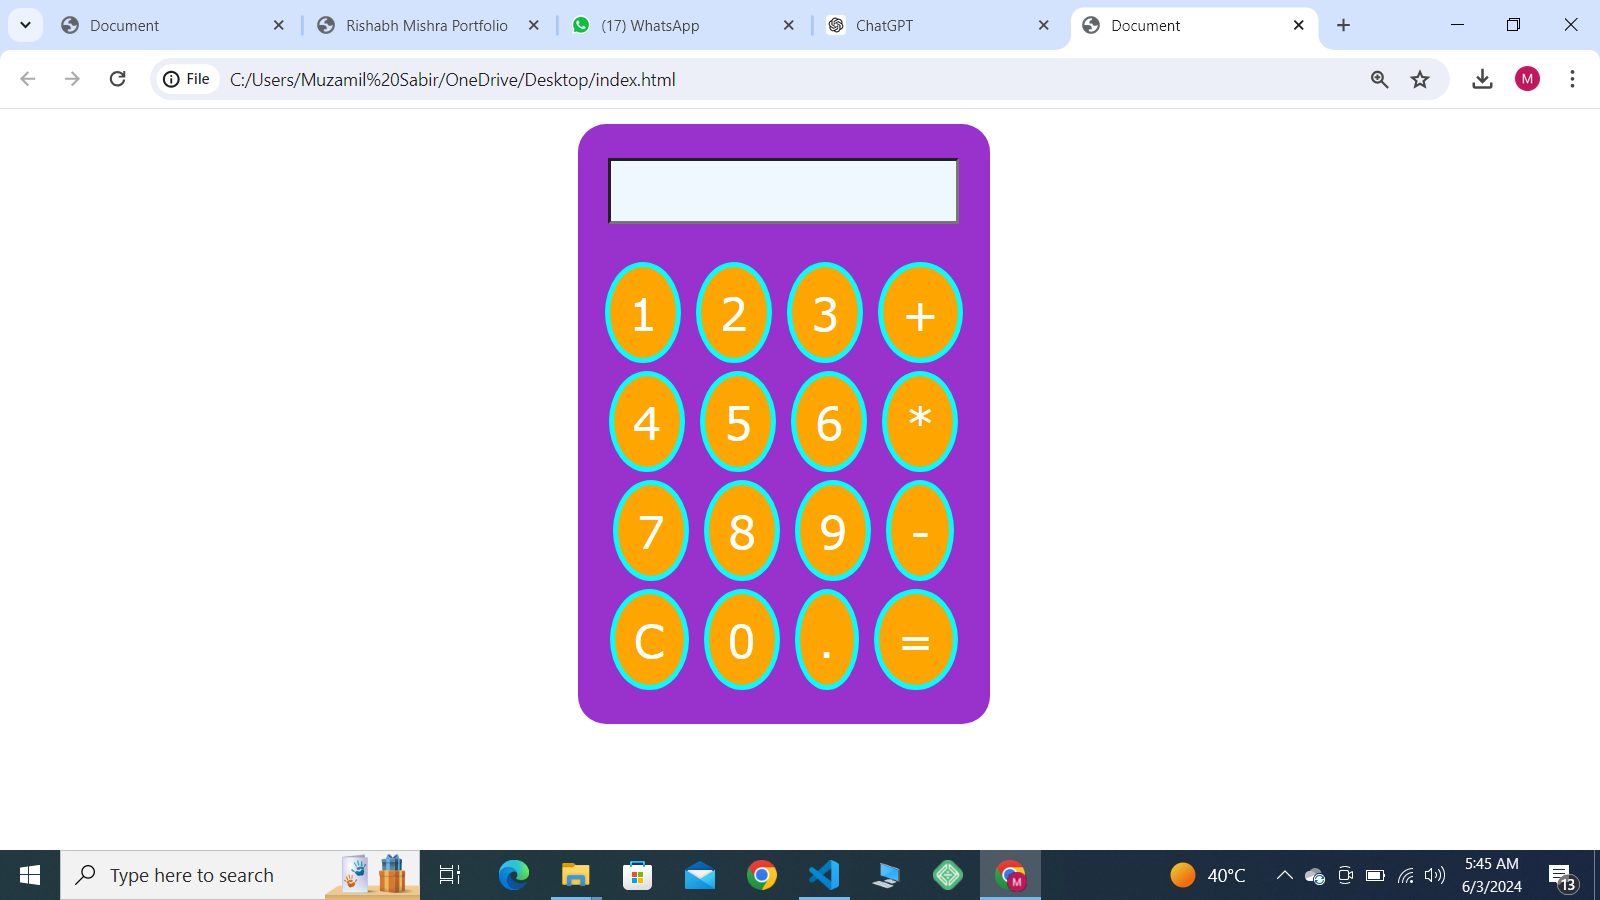 Document
Rishabh Mishra Portfolio
(17) WhatsApp
ChatGPT
Document
File
C:/Users/Muzamil%20Sabir/OneDrive/Desktop/index.html
M
1 2 3 +
4 5 6 *
7 8 9 -
C 0 . =
Type here to search
M
40°C
5:45 AM
6/3/2024
13